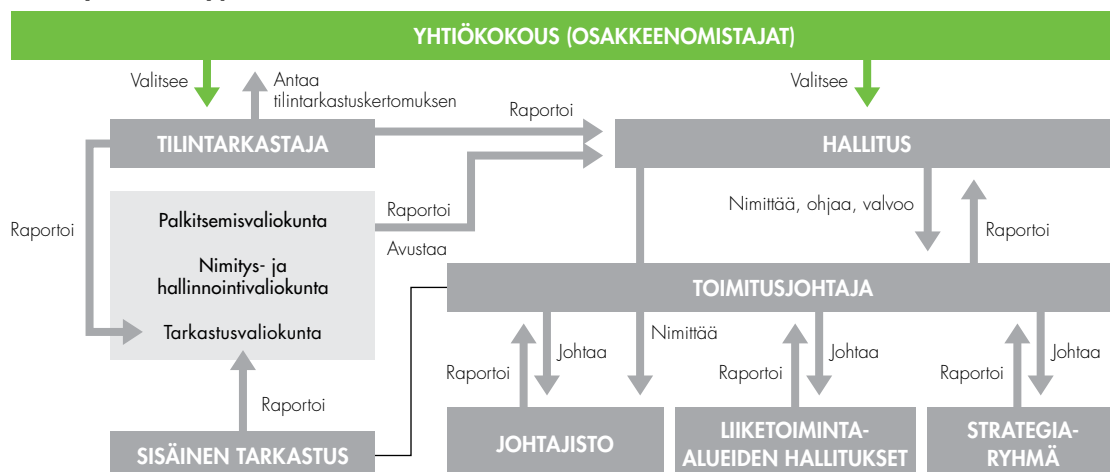 YHTIÖKOKOUS (OSAKKEENOMISTAJAT)
Valitsee
Antaa
tilintarkastuskertomuksen
Valitsee
Raportoi
TILINTARKASTAJA
HALLITUS
Raportoi
Palkitsemisvaliokunta
Nimitys- ja
hallinnointivaliokunta
Tarkastusvaliokunta
Raportoi
Avustaa
Nimittää, ohjaa, valvoo
Raportoi
TOIMITUSJOHTAJA
Raportoi
Johtaa
Nimittää
Raportoi
Johtaa
Raportoi
Johtaa
Raportoi
SISÄINEN TARKASTUS
JOHTAJISTO
LIIKETOIMINTA-
ALUEIDEN HALLITUKSET
STRATEGIA-
RYHMÄ